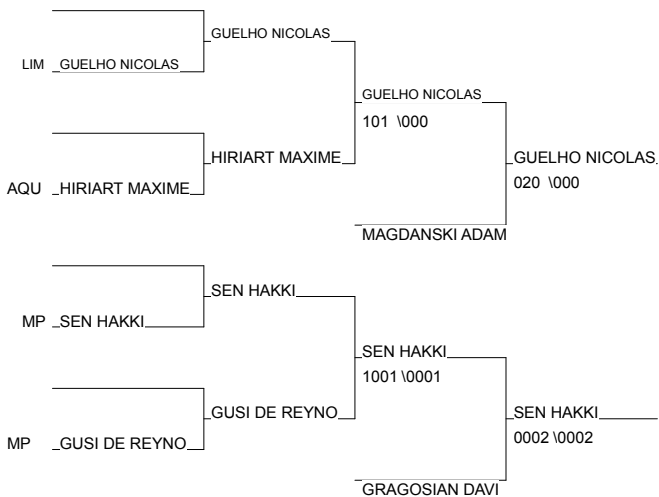 GUELHO NICOLAS
LIM GUELHO NICOLAS
GUELHO NICOLAS
101 \000
HIRIART MAXIME
GUELHO NICOLAS
020 \000
AQU HIRIART MAXIME
MAGDANSKI ADAM
SEN HAKKI
MP SEN HAKKI
SEN HAKKI
1001 \0001
GUSI DE REYNO
SEN HAKKI
0002 \0002
MP GUSI DE REYNO
GRAGOSIAN DAVI